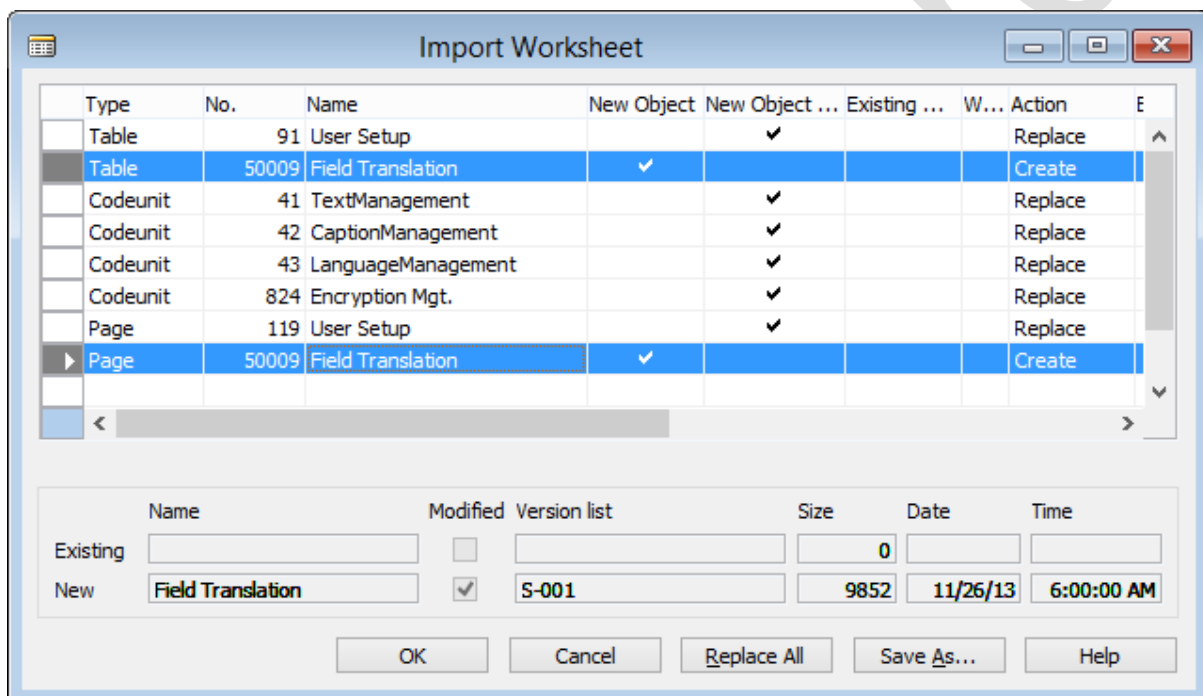 Import Worksheet
Type No. Name New Object New Object ... Existing ... W... Action E
Table 91 User Setup Replace
Table 50009 Field Translation Create
Codeunit 41 TextManagement Replace
Codeunit 42 CaptionManagement Replace
Codeunit 43 LanguageManagement Replace
Codeunit 824 Encryption Mgt. Replace
Page 119 User Setup Replace
Page 50009 Field Translation Create
Name Modified Version list Size Date Time
Existing 0
New Field Translation S-001 9852 11/26/13 6:00:00 AM
OK Cancel Replace All Save As... Help